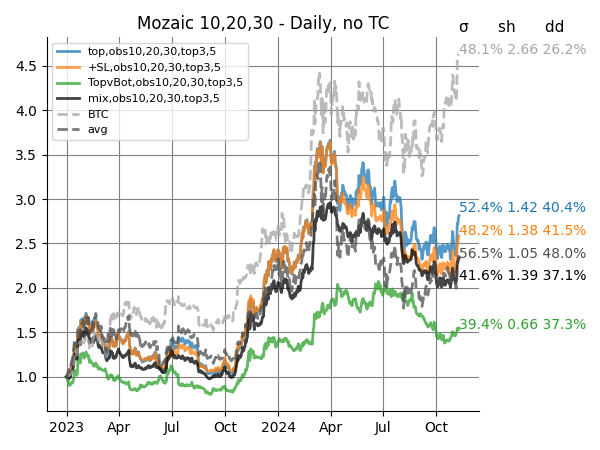 Mozaic 10,20,30 - Daily, no TC
σ sh dd
top,obs10,20,30,top3,5
+SL,obs10,20,30,top3,5
TopvBot,obs10,20,30,top3,5
mix,obs10,20,30,top3,5
BTC
avg
48.1% 2.66 26.2%
52.4% 1.42 40.4%
48.2% 1.38 41.5%
56.5% 1.05 48.0%
41.6% 1.39 37.1%
39.4% 0.66 37.3%
4.5
4.0
3.5
3.0
2.5
2.0
1.5
1.0
2023 Apr Jul Oct 2024 Apr Jul Oct